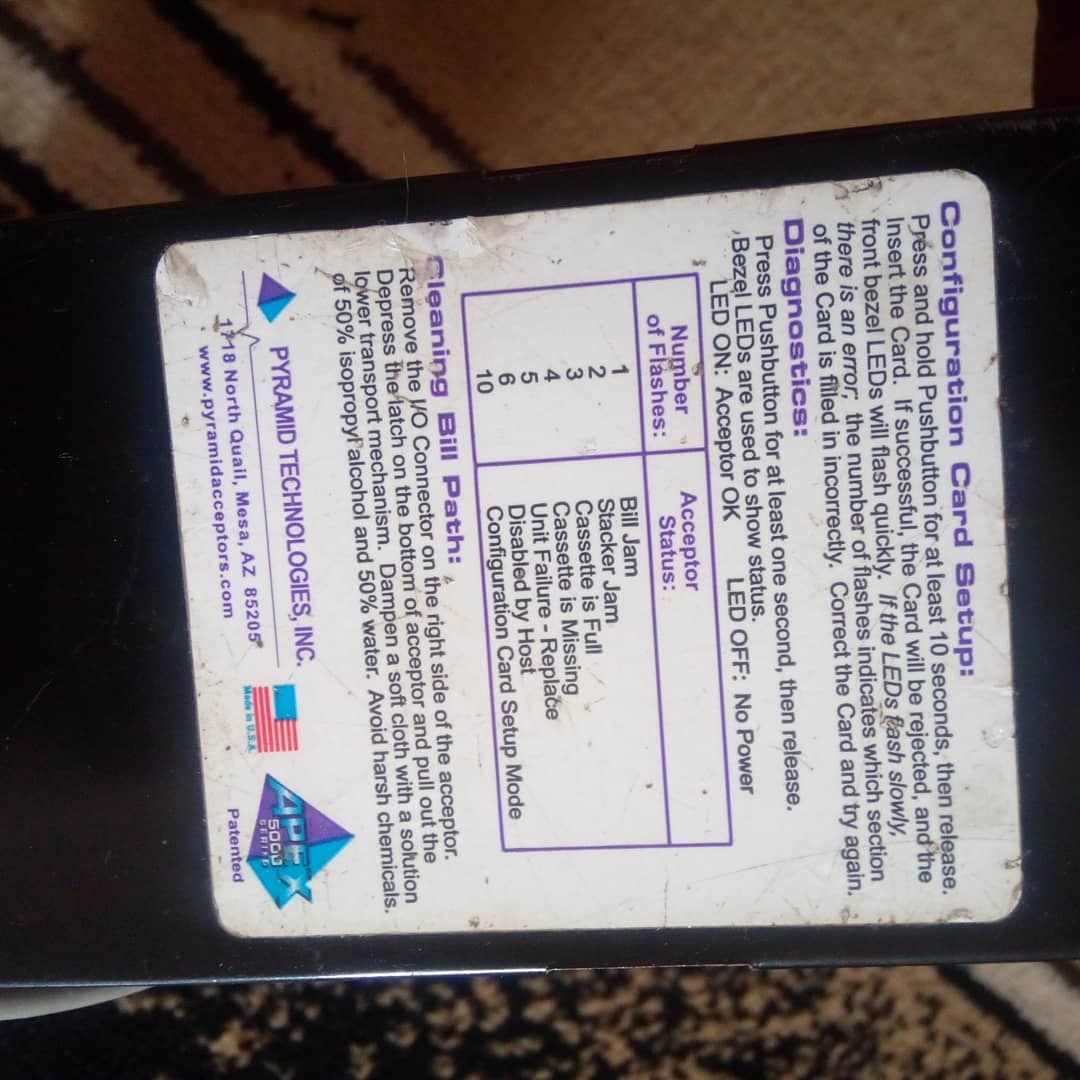 Configuration Card Setup:
Press and hold Pushbutton for at least 10 seconds, then release.
Insert the Card. If successful, the Card will be rejected, and the
front bezel LEDs will flash quickly. If the LEDs flash slowly,
there is an error; the number of flashes indicates which section
of the Card is filled in incorrectly. Correct the Card and try again.
Diagnostics:
Press Pushbutton for at least one second, then release.
Bezel LEDs are used to show status.
LED ON: Acceptor OK LED OFF: No Power
Number of Flashes: Acceptor Status:
1 Bill Jam
2 Stacker Jam
3 Cassette is Full
4 Cassette is Missing
5 Unit Failure - Replace
6 Disabled by Host
10 Configuration Card Setup Mode
Cleaning Bill Path:
Remove the I/O Connector on the right side of the acceptor.
Depress the latch on the bottom of acceptor and pull out the
lower transport mechanism. Dampen a soft cloth with a solution
of 50% isopropyl alcohol and 50% water. Avoid harsh chemicals.
PYRAMID TECHNOLOGIES, INC.
1718 North Quail, Mesa, AZ 85205
www.pyramidacceptors.com
Made in U.S.A.
APEX
5000
SERIES
Patented